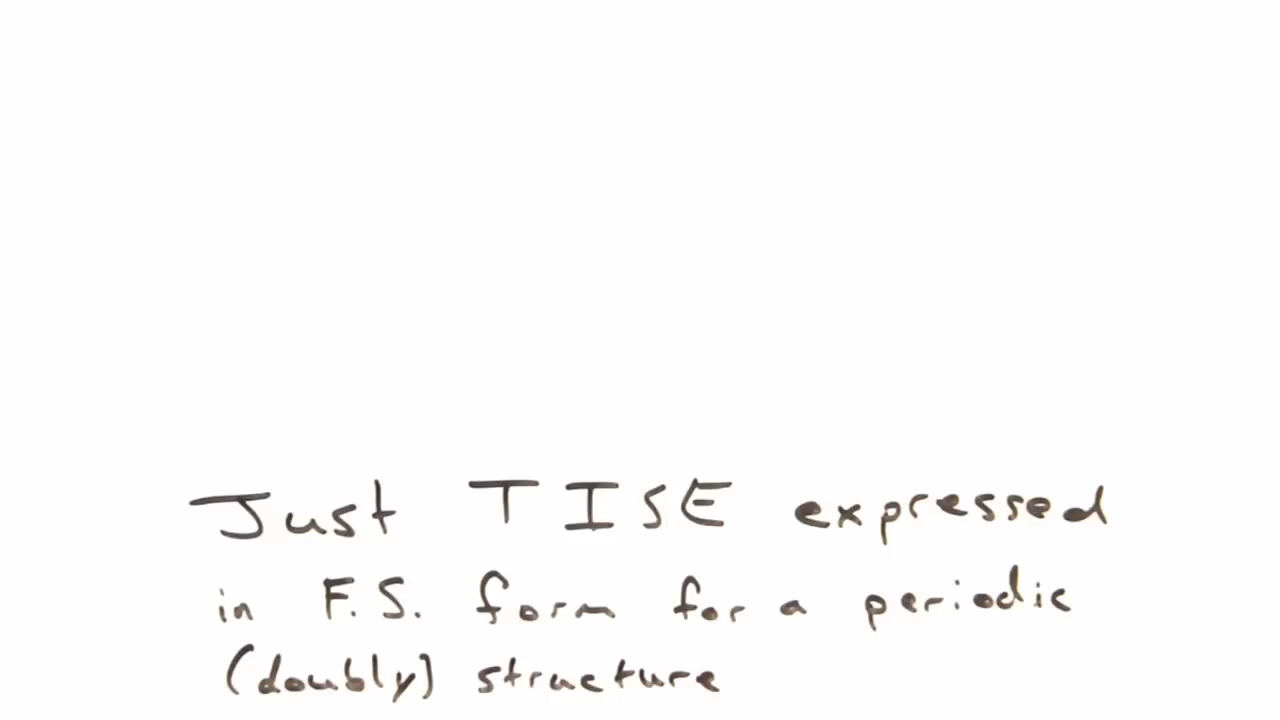 Just TISE expressed
in F.S. form for a periodic
(doubly) structure